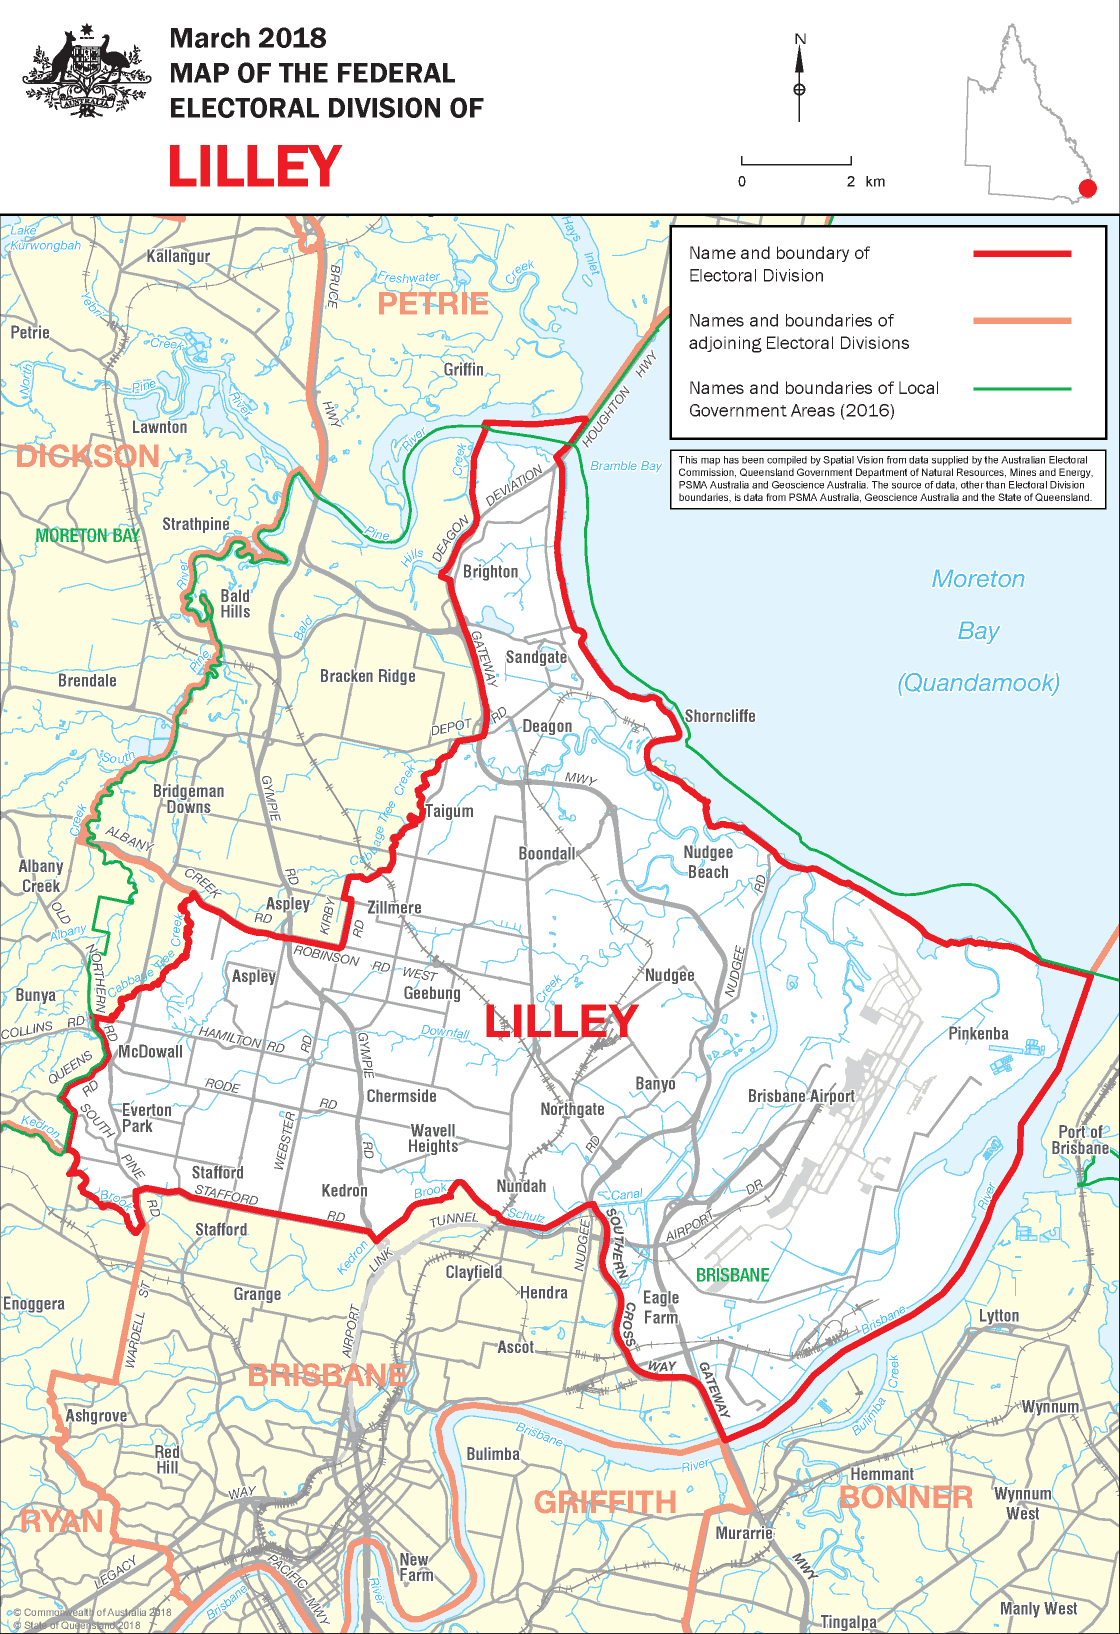 March 2018
MAP OF THE FEDERAL
ELECTORAL DIVISION OF
LILLEY
AUSTRALIA
N
0 2 km
Name and boundary of
Electoral Division
Names and boundaries of
adjoining Electoral Divisions
Names and boundaries of Local
Government Areas (2016)
This map has been compiled by Spatial Vision from data supplied by the Australian Electoral
Commission, Queensland Government Department of Natural Resources, Mines and Energy,
PSMA Australia and Geoscience Australia. The source of data, other than Electoral Division
boundaries, is data from PSMA Australia, Geoscience Australia and the State of Queensland.
Lake
Kurwongbah
Kallangur
BRUCE
HWY
Freshwater
Creek
Hays
Inlet
PETRIE
Petrie
Yebri
Creek
North
Pine
River
Griffin
HOUGHTON
HWY
Lawnton
DICKSON
River
Creek
Bramble Bay
DEAGON
DEVIATION
Strathpine
MORETON BAY
Pine
Hills
Brighton
River
Bald
Hills
Bald
Moreton
Bay
(Quandamook)
GATEWAY
Sandgate
Pine
Bracken Ridge
Brendale
Shorncliffe
DEPOT
RD
Deagon
South
MWY
GYMPIE
Bridgeman
Downs
Cabbage Tree Creek
Taigum
Creek
ALBANY
Boondall
Nudgee
Beach
Albany
Creek
CREEK
RD
RD
OLD
Aspley
RD
KIRBY
RD
Zillmere
Albany
NORTHERN
ROBINSON
RD
WEST
Cabbage Tree Creek
Aspley
Geebung
Creek
Nudgee
NUDGEE
Bunya
LILLEY
COLLINS
RD
RD
HAMILTON
RD
RD
Downfall
Pinkenba
McDowall
GYMPIE
QUEENS
RD
RODE
RD
Chermside
Banyo
Brisbane Airport
Northgate
Everton
Park
SOUTH
PINE
WEBSTER
Wavell
Heights
RD
RD
Kedron
Port of
Brisbane
Stafford
STAFFORD
RD
Kedron
Brook
Nundah
Canal
DR
AIRPORT
River
Brook
RD
Stafford
TUNNEL
Schulz
NUDGEE
SOUTHERN
CROSS
WAY
Kedron
LINK
Clayfield
BRISBANE
Grange
Hendra
Eagle
Farm
Enoggera
ST
WARDELL
AIRPORT
Ascot
Brisbane
Lytton
BRISBANE
GATEWAY
Creek
Bulimba
Ashgrove
Wynnum
Brisbane
River
Red
Hill
Bulimba
Hemmant
WAY
GRIFFITH
BONNER
Wynnum
West
RYAN
Murarrie
New
Farm
LEGACY
PACIFIC
MWY
MWY
Brisbane
River
Manly West
Tingalpa
© Commonwealth of Australia 2018
© State of Queensland 2018